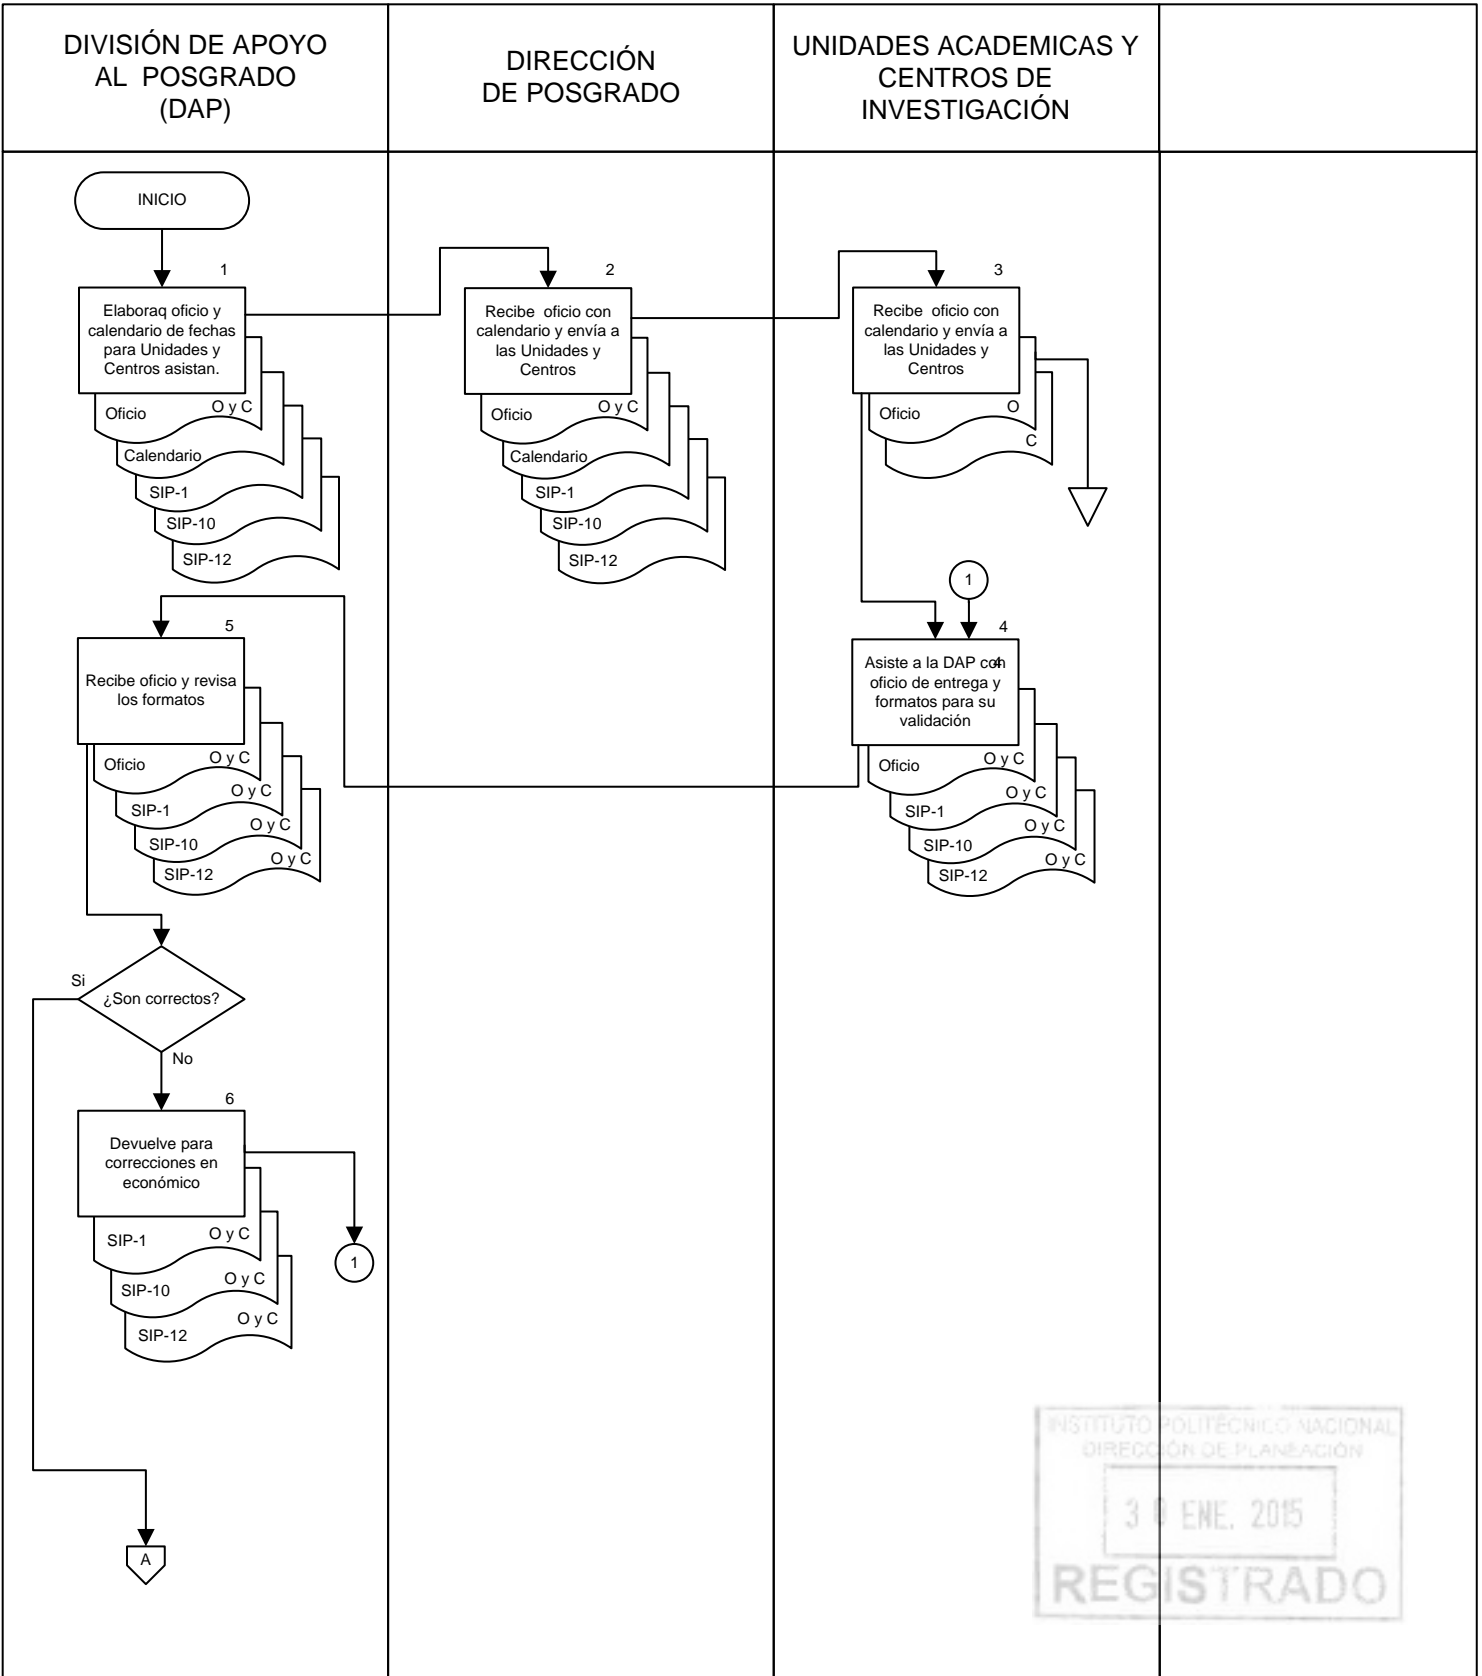 DIVISIÓN DE APOYO
AL POSGRADO
(DAP)
DIRECCIÓN
DE POSGRADO
UNIDADES ACADEMICAS Y
CENTROS DE
INVESTIGACIÓN
INICIO
1
Elaboraq oficio y
calendario de fechas
para Unidades y
Centros asistan.
Oficio
O y C
Calendario
SIP-1
SIP-10
SIP-12
2
Recibe oficio con
calendario y envía a
las Unidades y
Centros
Oficio
O y C
Calendario
SIP-1
SIP-10
SIP-12
3
Recibe oficio con
calendario y envía a
las Unidades y
Centros
Oficio
O
C
1
4
Asiste a la DAP con
4
oficio de entrega y
formatos para su
validación
Oficio
O y C
SIP-1
O y C
SIP-10
O y C
SIP-12
O y C
5
Recibe oficio y revisa
los formatos
Oficio
O y C
SIP-1
O y C
SIP-10
O y C
SIP-12
O y C
Si
¿Son correctos?
No
6
Devuelve para
correcciones en
económico
SIP-1
O y C
SIP-10
O y C
SIP-12
O y C
1
A
INSTITUTO POLITÉCNICO NACIONAL
DIRECCIÓN DE PLANEACIÓN
ENE. 2015
REGISTRADO